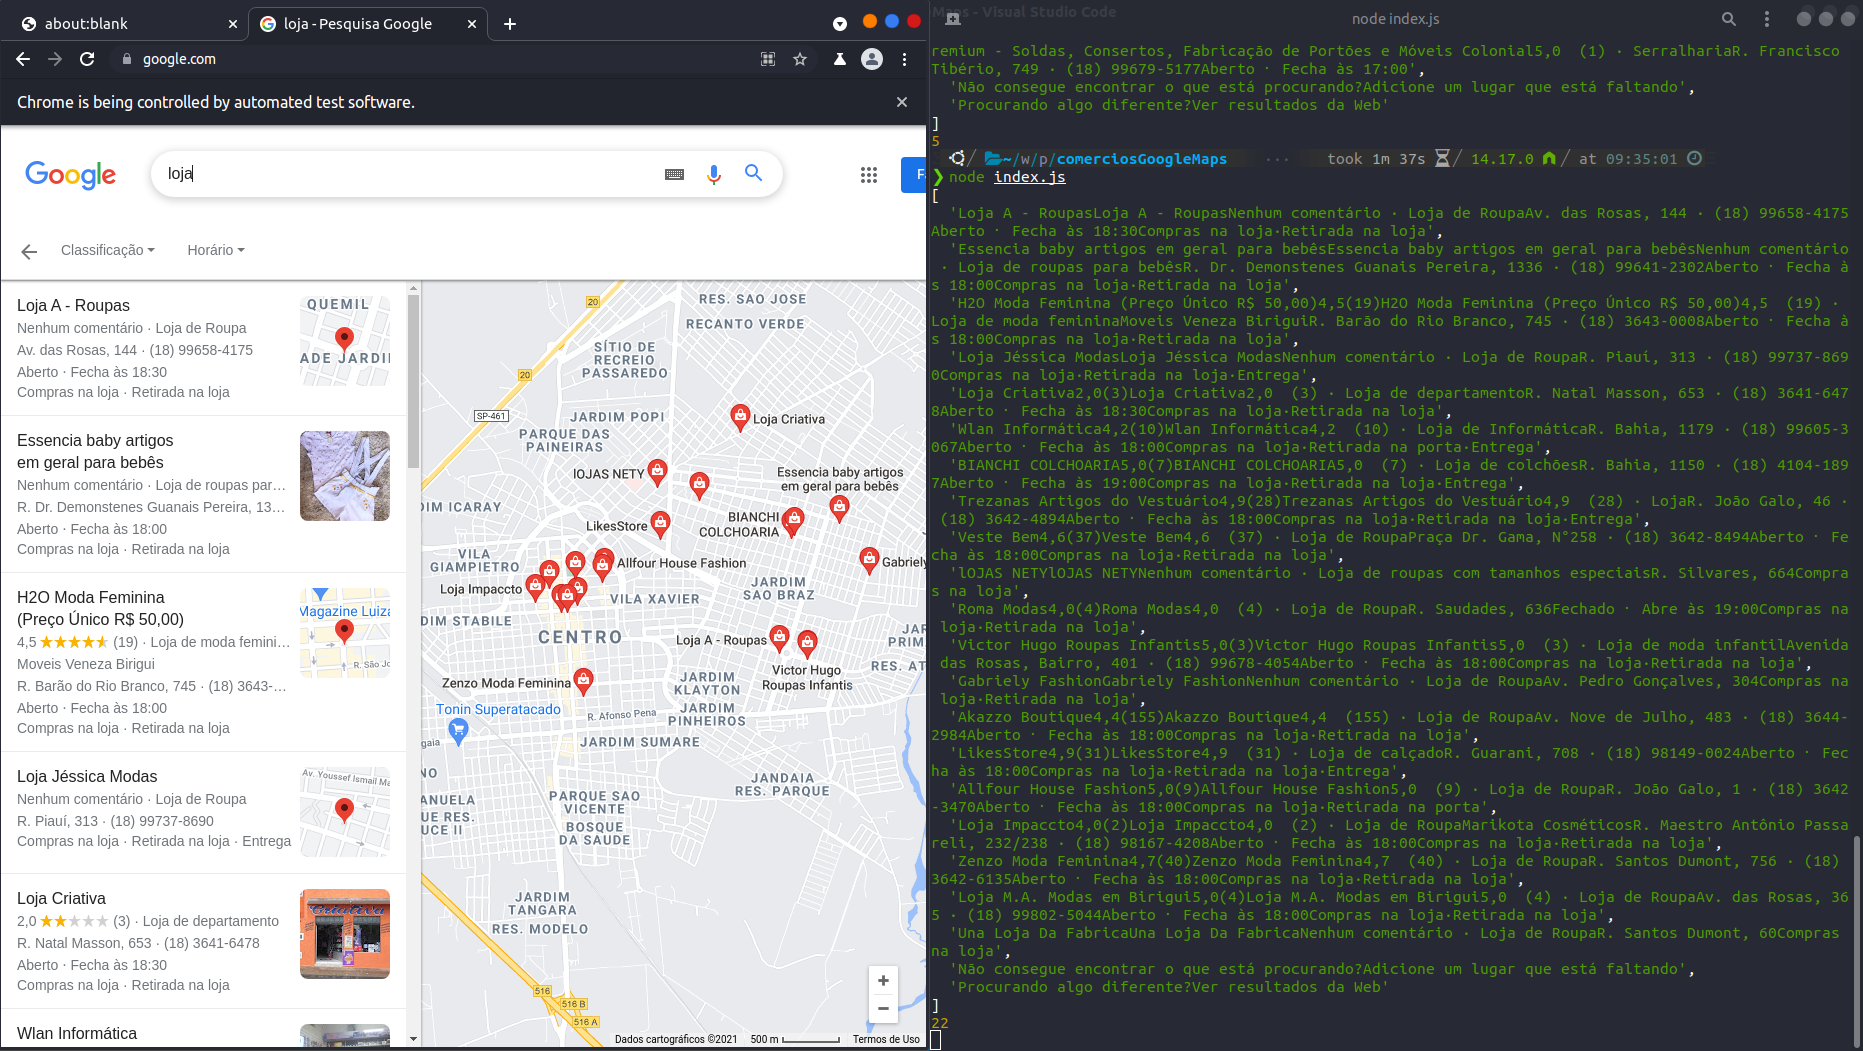 about:blank
loja - Pesquisa Google
google.com
Chrome is being controlled by automated test software.
Google
loja
Classificação
Horário
Loja A - Roupas
Nenhum comentário · Loja de Roupa
Av. das Rosas, 144 · (18) 99658-4175
Aberto · Fecha às 18:30
Compras na loja · Retirada na loja
Essencia baby artigos
em geral para bebês
Nenhum comentário · Loja de roupas par…
R. Dr. Demonstenes Guanais Pereira, 13…
Aberto · Fecha às 18:00
Compras na loja · Retirada na loja
H2O Moda Feminina
(Preço Único R$ 50,00)
4,5 (19) · Loja de moda femini…
Moveis Veneza Birigui
R. Barão do Rio Branco, 745 · (18) 3643-…
Aberto · Fecha às 18:00
Compras na loja · Retirada na loja
Loja Jéssica Modas
Nenhum comentário · Loja de Roupa
R. Piauí, 313 · (18) 99737-8690
Compras na loja · Retirada na loja · Entrega
Loja Criativa
2,0 (3) · Loja de departamento
R. Natal Masson, 653 · (18) 3641-6478
Aberto · Fecha às 18:30
Compras na loja · Retirada na loja
Wlan Informática
QUEMIL
ADE JARDI
Magazine Luiza
R. São Jo
Av. Youssef Ismail Ma
20
RES. SAO JOSE
RECANTO VERDE
SÍTIO DE
RECREIO
PASSAREDO
20
SP-461
JARDIM POPI
PARQUE DAS
PAINEIRAS
Loja Criativa
lOJAS NETY
Essencia baby artigos
em geral para bebês
DIM ICARAY
LikesStore
BIANCHI
COLCHOARIA
VILA
GIAMPIETRO
Allfour House Fashion
Gabriely
Loja Impaccto
JARDIM
SAO BRAZ
VILA XAVIER
DIM STABILE
CENTRO
Loja A - Roupas
JARD
PRIM
RES. AT
Victor Hugo
Roupas Infantis
Zenzo Moda Feminina
JARDIM
KLAYTON
Tonin Superatacado
R. Afonso Pena
JARDIM
PINHEIROS
gaia
JARDIM SUMARE
NO
JANDAIA
RES. PARQUE
ANUELA
UE RES.
UCE II
PARQUE SAO
VICENTE
BOSQUE
DA SAUDE
JARDIM
TANGARA
RES. MODELO
516
516 B
516 A
Dados cartográficos ©2021
500 m
Termos de Uso
Maps - Visual Studio Code
node index.js
remium - Soldas, Consertos, Fabricação de Portões e Móveis Colonial5,0  (1) · SerralhariaR. Francisco
Tibério, 749 · (18) 99679-5177Aberto ⋅ Fecha às 17:00',
'Não consegue encontrar o que está procurando?Adicione um lugar que está faltando',
'Procurando algo diferente?Ver resultados da Web'
]
5
~/w/p/comerciosGoogleMaps ··· took 1m 37s / 14.17.0 / at 09:35:01
❯ node index.js
[
'Loja A - RoupasLoja A - RoupasNenhum comentário · Loja de RoupaAv. das Rosas, 144 · (18) 99658-4175
Aberto ⋅ Fecha às 18:30Compras na loja·Retirada na loja',
'Essencia baby artigos em geral para bebêsEssencia baby artigos em geral para bebêsNenhum comentário
· Loja de roupas para bebêsR. Dr. Demonstenes Guanais Pereira, 1336 · (18) 99641-2302Aberto ⋅ Fecha à
s 18:00Compras na loja·Retirada na loja',
'H2O Moda Feminina (Preço Único R$ 50,00)4,5(19)H2O Moda Feminina (Preço Único R$ 50,00)4,5  (19) ·
Loja de moda femininaMoveis Veneza BiriguiR. Barão do Rio Branco, 745 · (18) 3643-0008Aberto ⋅ Fecha à
s 18:00Compras na loja·Retirada na loja',
'Loja Jéssica ModasLoja Jéssica ModasNenhum comentário · Loja de RoupaR. Piauí, 313 · (18) 99737-869
0Compras na loja·Retirada na loja·Entrega',
'Loja Criativa2,0(3)Loja Criativa2,0  (3) · Loja de departamentoR. Natal Masson, 653 · (18) 3641-647
8Aberto ⋅ Fecha às 18:30Compras na loja·Retirada na loja',
'Wlan Informática4,2(10)Wlan Informática4,2  (10) · Loja de InformáticaR. Bahia, 1179 · (18) 99605-3
067Aberto ⋅ Fecha às 18:00Compras na loja·Retirada na porta·Entrega',
'BIANCHI COLCHOARIA5,0(7)BIANCHI COLCHOARIA5,0  (7) · Loja de colchõesR. Bahia, 1150 · (18) 4104-189
7Aberto ⋅ Fecha às 19:00Compras na loja·Retirada na loja·Entrega',
'Trezanas Artigos do Vestuário4,9(28)Trezanas Artigos do Vestuário4,9  (28) · LojaR. João Galo, 46 ·
(18) 3642-4894Aberto ⋅ Fecha às 18:00Compras na loja·Retirada na loja·Entrega',
'Veste Bem4,6(37)Veste Bem4,6  (37) · Loja de RoupaPraça Dr. Gama, N°258 · (18) 3642-8494Aberto ⋅ Fe
cha às 18:00Compras na loja·Retirada na loja',
'lOJAS NETYlOJAS NETYNenhum comentário · Loja de roupas com tamanhos especiaisR. Silvares, 664Compra
s na loja',
'Roma Modas4,0(4)Roma Modas4,0  (4) · Loja de RoupaR. Saudades, 636Fechado ⋅ Abre às 19:00Compras na
loja·Retirada na loja',
'Victor Hugo Roupas Infantis5,0(3)Victor Hugo Roupas Infantis5,0  (3) · Loja de moda infantilAvenida
das Rosas, Bairro, 401 · (18) 99678-4054Aberto ⋅ Fecha às 18:00Compras na loja·Retirada na loja',
'Gabriely FashionGabriely FashionNenhum comentário · Loja de RoupaAv. Pedro Gonçalves, 304Compras na
loja·Retirada na loja',
'Akazzo Boutique4,4(155)Akazzo Boutique4,4  (155) · Loja de RoupaAv. Nove de Julho, 483 · (18) 3644-
2984Aberto ⋅ Fecha às 18:00Compras na loja·Retirada na loja',
'LikesStore4,9(31)LikesStore4,9  (31) · Loja de calçadoR. Guarani, 708 · (18) 98149-0024Aberto ⋅ Fec
ha às 18:00Compras na loja·Retirada na loja·Entrega',
'Allfour House Fashion5,0(9)Allfour House Fashion5,0  (9) · Loja de RoupaR. João Galo, 1 · (18) 3642
-3470Aberto ⋅ Fecha às 18:00Compras na loja·Retirada na porta',
'Loja Impaccto4,0(2)Loja Impaccto4,0  (2) · Loja de RoupaMarikota CosméticosR. Maestro Antônio Passa
reli, 232/238 · (18) 98167-4208Aberto ⋅ Fecha às 18:00Compras na loja·Retirada na loja',
'Zenzo Moda Feminina4,7(40)Zenzo Moda Feminina4,7  (40) · Loja de RoupaR. Santos Dumont, 756 · (18)
3642-6135Aberto ⋅ Fecha às 18:00Compras na loja·Retirada na loja',
'Loja M.A. Modas em Birigui5,0(4)Loja M.A. Modas em Birigui5,0  (4) · Loja de RoupaAv. das Rosas, 36
5 · (18) 99802-5044Aberto ⋅ Fecha às 18:00Compras na loja·Retirada na loja',
'Una Loja Da FabricaUna Loja Da FabricaNenhum comentário · Loja de RoupaR. Santos Dumont, 60Compras
na loja',
'Não consegue encontrar o que está procurando?Adicione um lugar que está faltando',
'Procurando algo diferente?Ver resultados da Web'
]
22